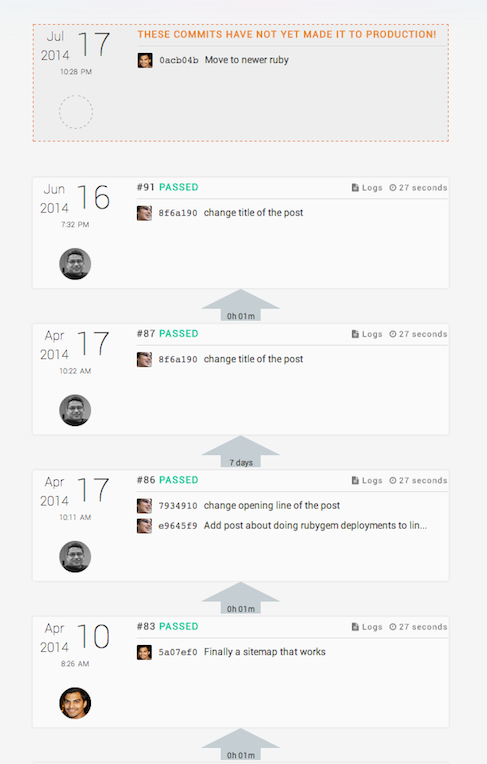 Jul 17 THESE COMMITS HAVE NOT YET MADE IT TO PRODUCTION!
2014
10:28 PM
0acb04b Move to newer ruby
Jun 16 #91 PASSED Logs 27 seconds
2014
7:32 PM
8f6a190 change title of the post
0h 01m
Apr 17 #87 PASSED Logs 27 seconds
2014
10:22 AM
8f6a190 change title of the post
7 days
Apr 17 #86 PASSED Logs 27 seconds
2014
10:11 AM
7934910 change opening line of the post
e9645f9 Add post about doing rubygem deployments to lin...
0h 01m
Apr 10 #83 PASSED Logs 27 seconds
2014
8:26 AM
5a07ef0 Finally a sitemap that works
0h 01m